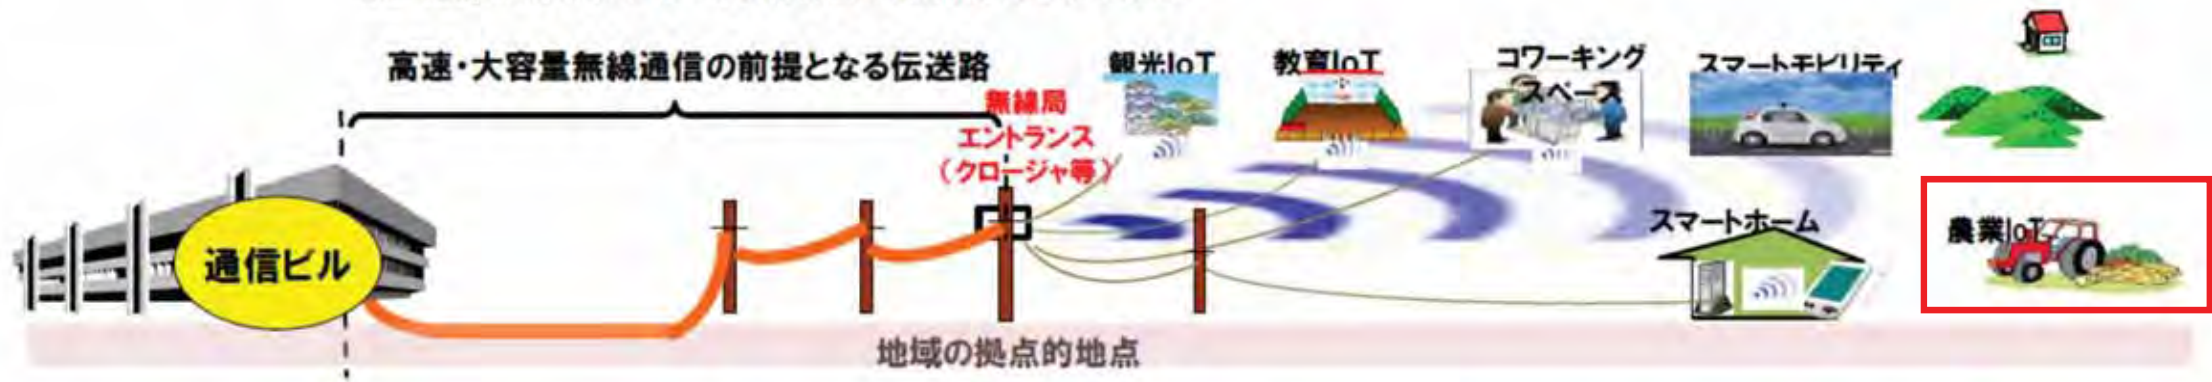 高速・大容量無線通信の前提となる伝送路
無線局
エントランス
(クロージャ等)
観光IoT
教育IoT
コワーキング
スペース
スマートモビリティ
通信ビル
スマートホーム
農業IoT
地域の拠点的地点